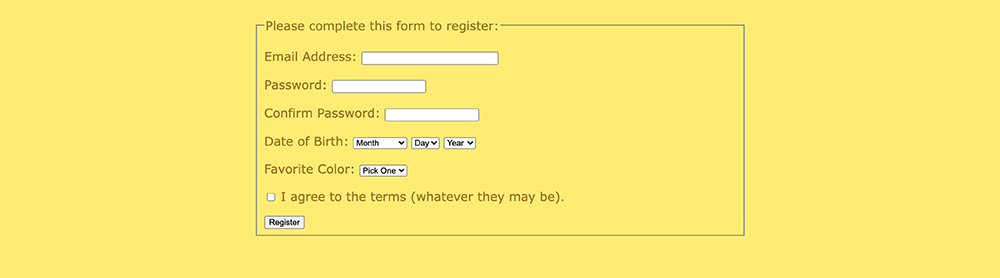 Please complete this form to register:
Email Address:
Password:
Confirm Password:
Date of Birth: Month Day Year
Favorite Color: Pick One
I agree to the terms (whatever they may be).
Register